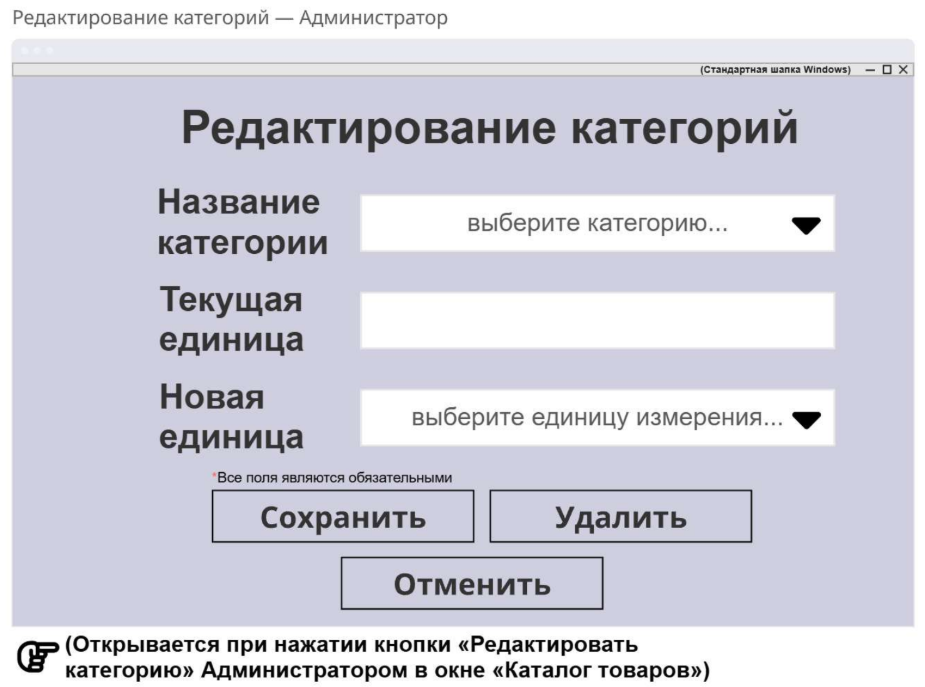 Редактирование категорий — Администратор
(Стандартная шапка Windows)
Редактирование категорий
Название
категории
выберите категорию...
Текущая
единица
Новая
единица
выберите единицу измерения...
*Все поля являются обязательными
Сохранить
Удалить
Отменить
(Открывается при нажатии кнопки «Редактировать
категорию» Администратором в окне «Каталог товаров»)